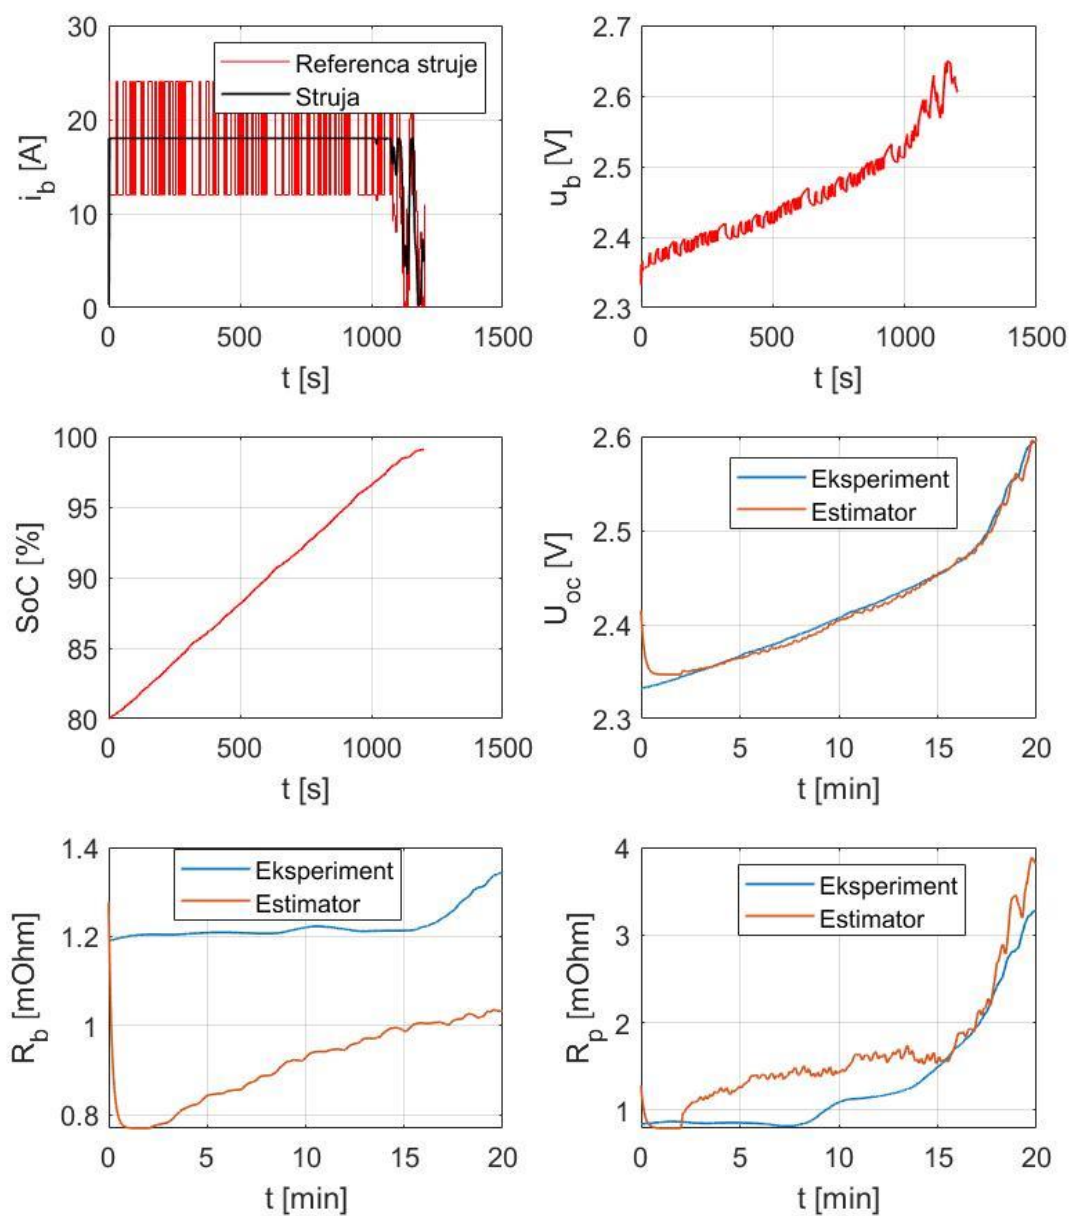 30
20
10
0
i_b [A]
Referenca struje
Struja
0 500 1000 1500
t [s]
2.7
2.6
2.5
2.4
2.3
u_b [V]
0 500 1000 1500
t [s]
100
95
90
85
80
SoC [%]
0 500 1000 1500
t [s]
2.6
2.5
2.4
2.3
U_oc [V]
Eksperiment
Estimator
0 5 10 15 20
t [min]
1.4
1.2
1
0.8
R_b [mOhm]
Eksperiment
Estimator
0 5 10 15 20
t [min]
4
3
2
1
R_p [mOhm]
Eksperiment
Estimator
0 5 10 15 20
t [min]